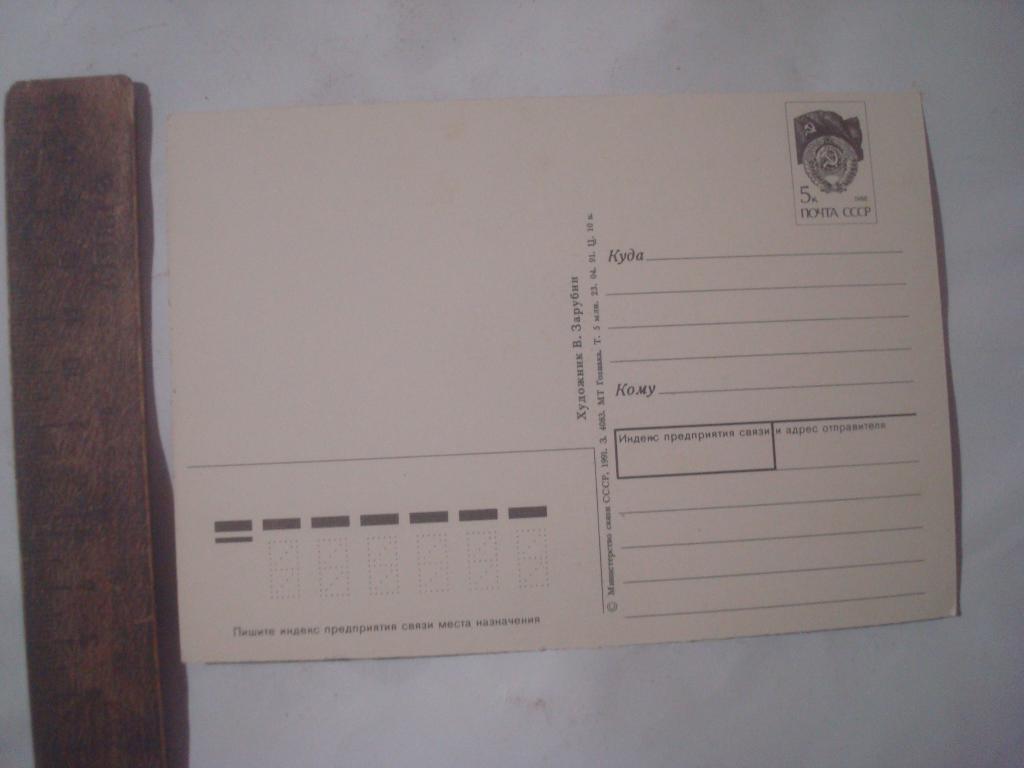 5к 1988
ПОЧТА СССР
Куда
Кому
Индекс предприятия связи и адрес отправителя
Художник В. Зарубин
© Министерство связи СССР, 1991. З. 4083. МТ Гознака. Т. 5 млн. 23. 04. 91. Ц. 10 к.
Пишите индекс предприятия связи места назначения